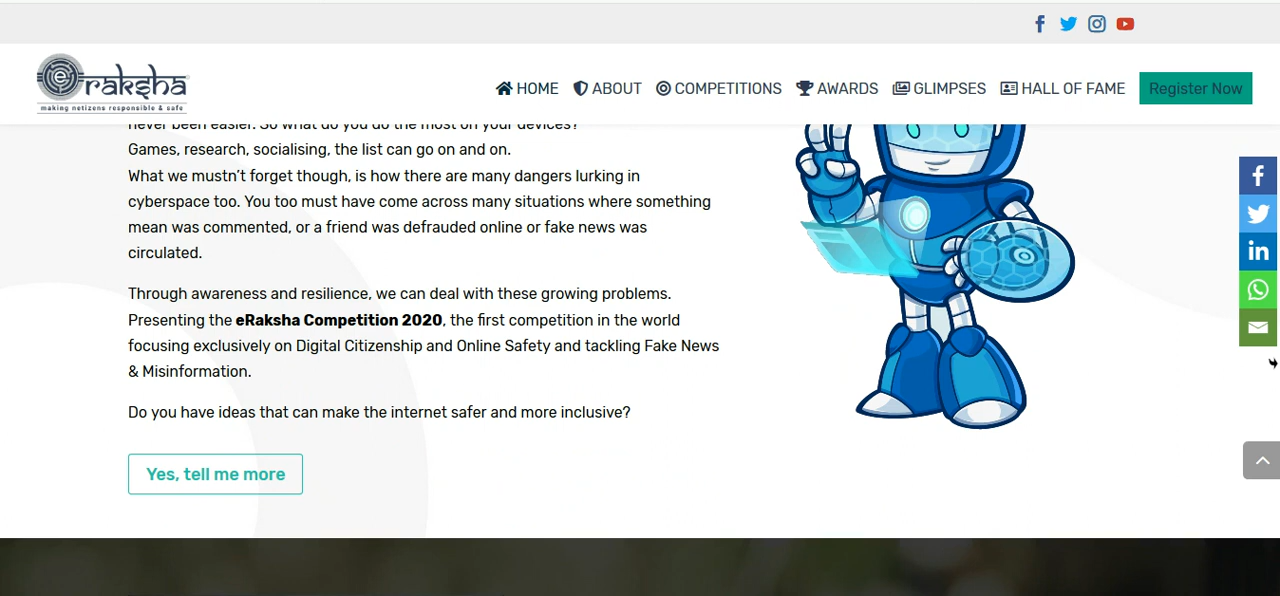 eraksha
making netizens responsible & safe
HOME ABOUT COMPETITIONS AWARDS GLIMPSES HALL OF FAME Register Now
never been easier. So what do you do the most on your devices?
Games, research, socialising, the list can go on and on.
What we mustn’t forget though, is how there are many dangers lurking in
cyberspace too. You too must have come across many situations where something
mean was commented, or a friend was defrauded online or fake news was
circulated.
Through awareness and resilience, we can deal with these growing problems.
Presenting the eRaksha Competition 2020, the first competition in the world
focusing exclusively on Digital Citizenship and Online Safety and tackling Fake News
& Misinformation.
Do you have ideas that can make the internet safer and more inclusive?
Yes, tell me more